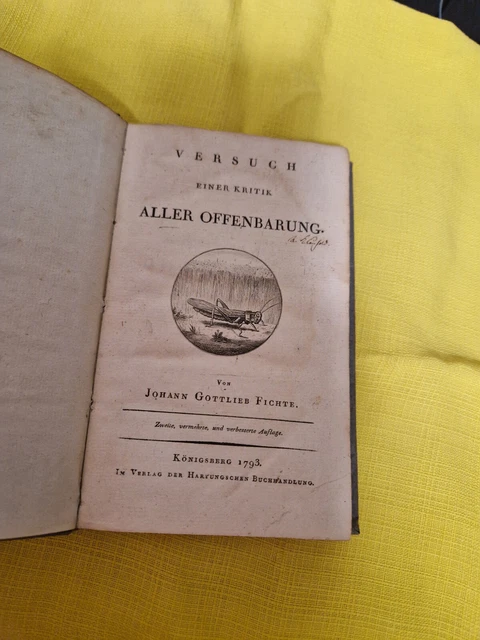 VERSUCH
EINER KRITIK
ALLER OFFENBARUNG.
VON
JOHANN GOTTLIEB FICHTE.
Zweite, vermehrte, und verbesserte Auflage.
KÖNIGSBERG 1793.
IM VERLAG DER HARTUNGSCHEN BUCHHANDLUNG.